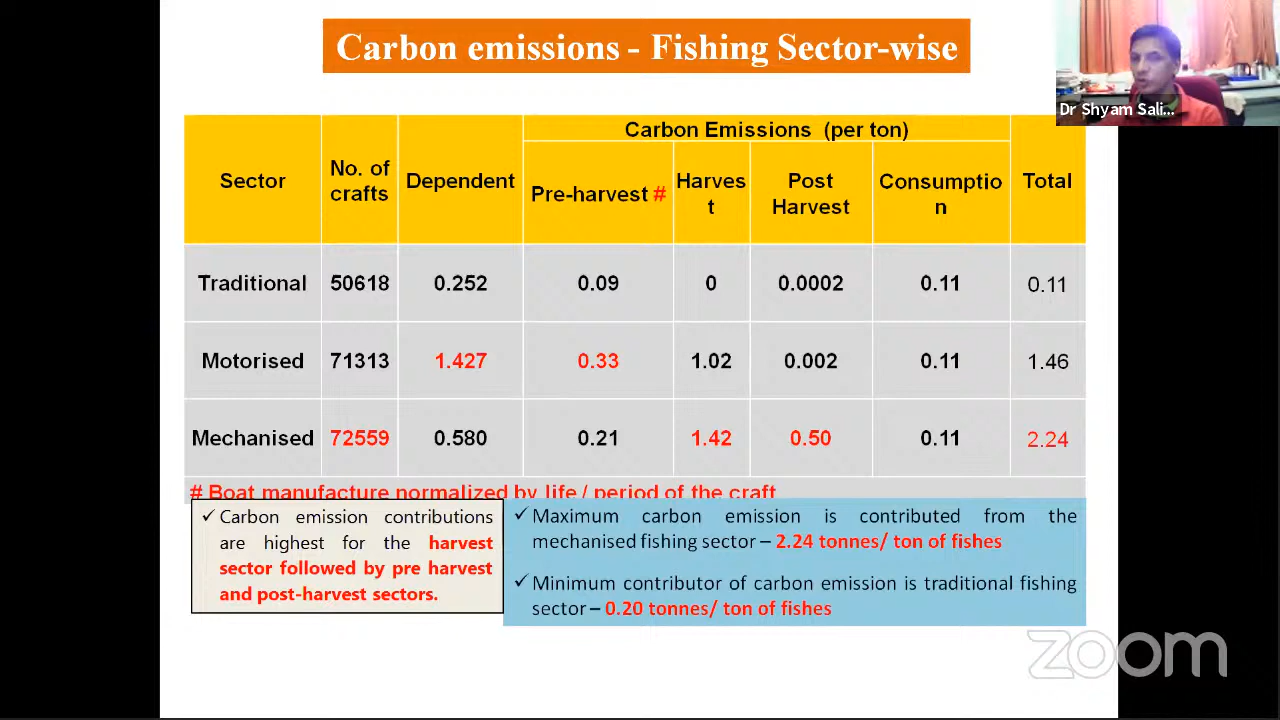 Carbon emissions - Fishing Sector-wise
Dr Shyam Sali...
Carbon Emissions (per ton)
Sector No. of crafts Dependent Pre-harvest # Harves t Post Harvest Consumptio n Total
Traditional 50618 0.252 0.09 0 0.0002 0.11 0.11
Motorised 71313 1.427 0.33 1.02 0.002 0.11 1.46
Mechanised 72559 0.580 0.21 1.42 0.50 0.11 2.24
# Boat manufacture normalized by life / period of the craft
✓ Carbon emission contributions
are highest for the harvest
sector followed by pre harvest
and post-harvest sectors.
✓ Maximum carbon emission is contributed from the
mechanised fishing sector – 2.24 tonnes/ ton of fishes
✓ Minimum contributor of carbon emission is traditional fishing
sector – 0.20 tonnes/ ton of fishes
zoom